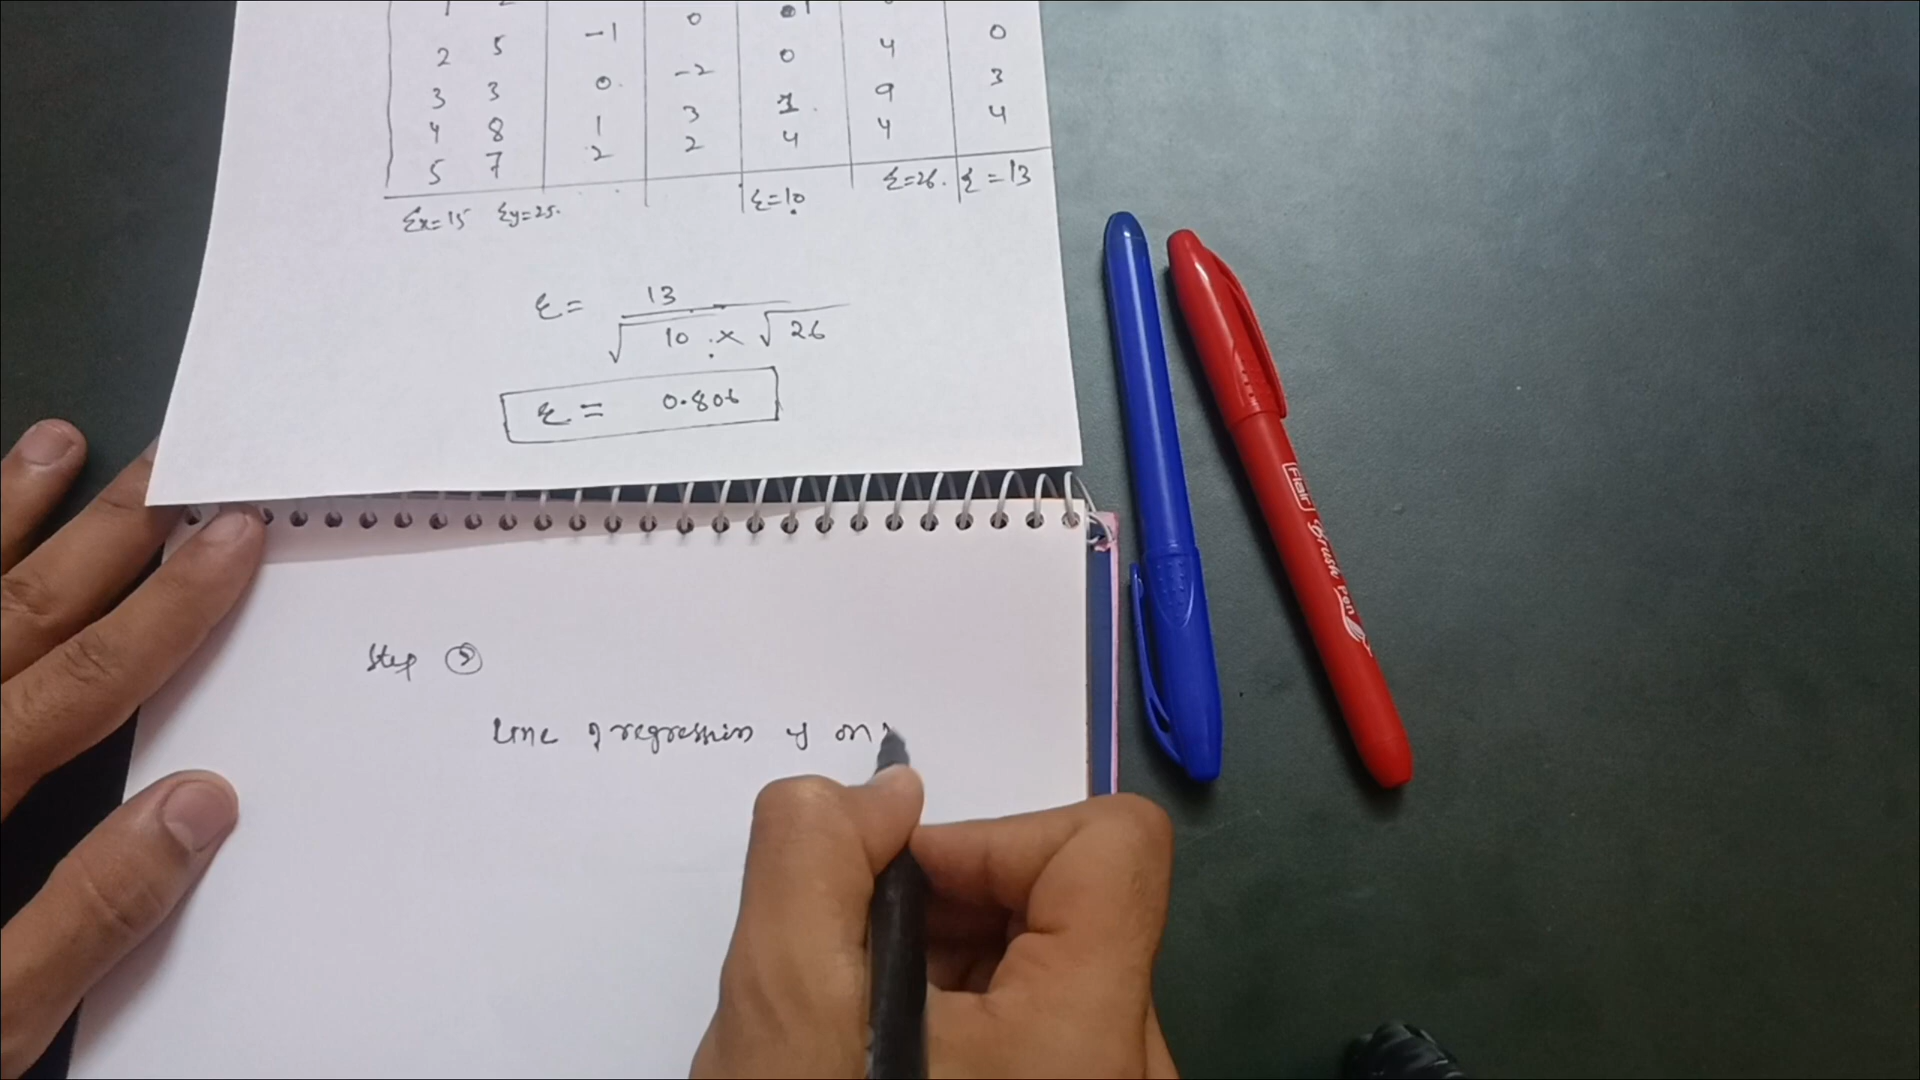 2 5 -1 0 0 4 0
3 3 0 -2 1 9 3
4 8 1 3 4 4 4
5 7 2 2
Σx=15 Σy=25 Σ=10 Σ=26 Σ=13
r = 13
√10 × √26
r = 0.806
Step
Line of regression y on
Flair Brush Pen